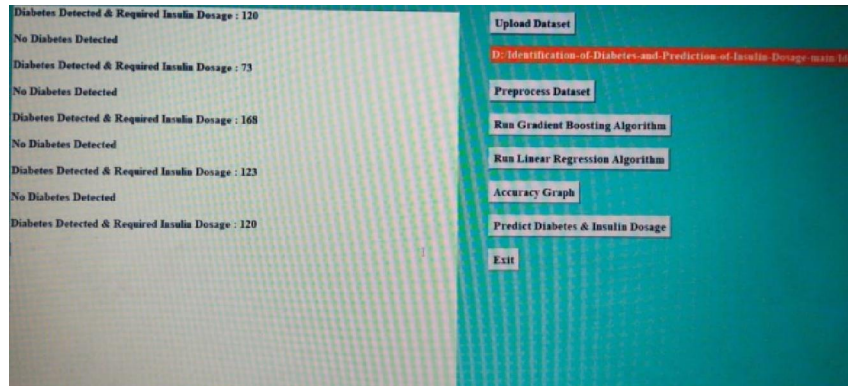 Diabetes Detected & Required Insulin Dosage : 120
No Diabetes Detected
Diabetes Detected & Required Insulin Dosage : 73
No Diabetes Detected
Diabetes Detected & Required Insulin Dosage : 168
No Diabetes Detected
Diabetes Detected & Required Insulin Dosage : 123
No Diabetes Detected
Diabetes Detected & Required Insulin Dosage : 120
Upload Dataset
D:/Identification-of-Diabetes-and-Prediction-of-Insulin-Dosage-main/Id
Preprocess Dataset
Run Gradient Boosting Algorithm
Run Linear Regression Algorithm
Accuracy Graph
Predict Diabetes & Insulin Dosage
Exit